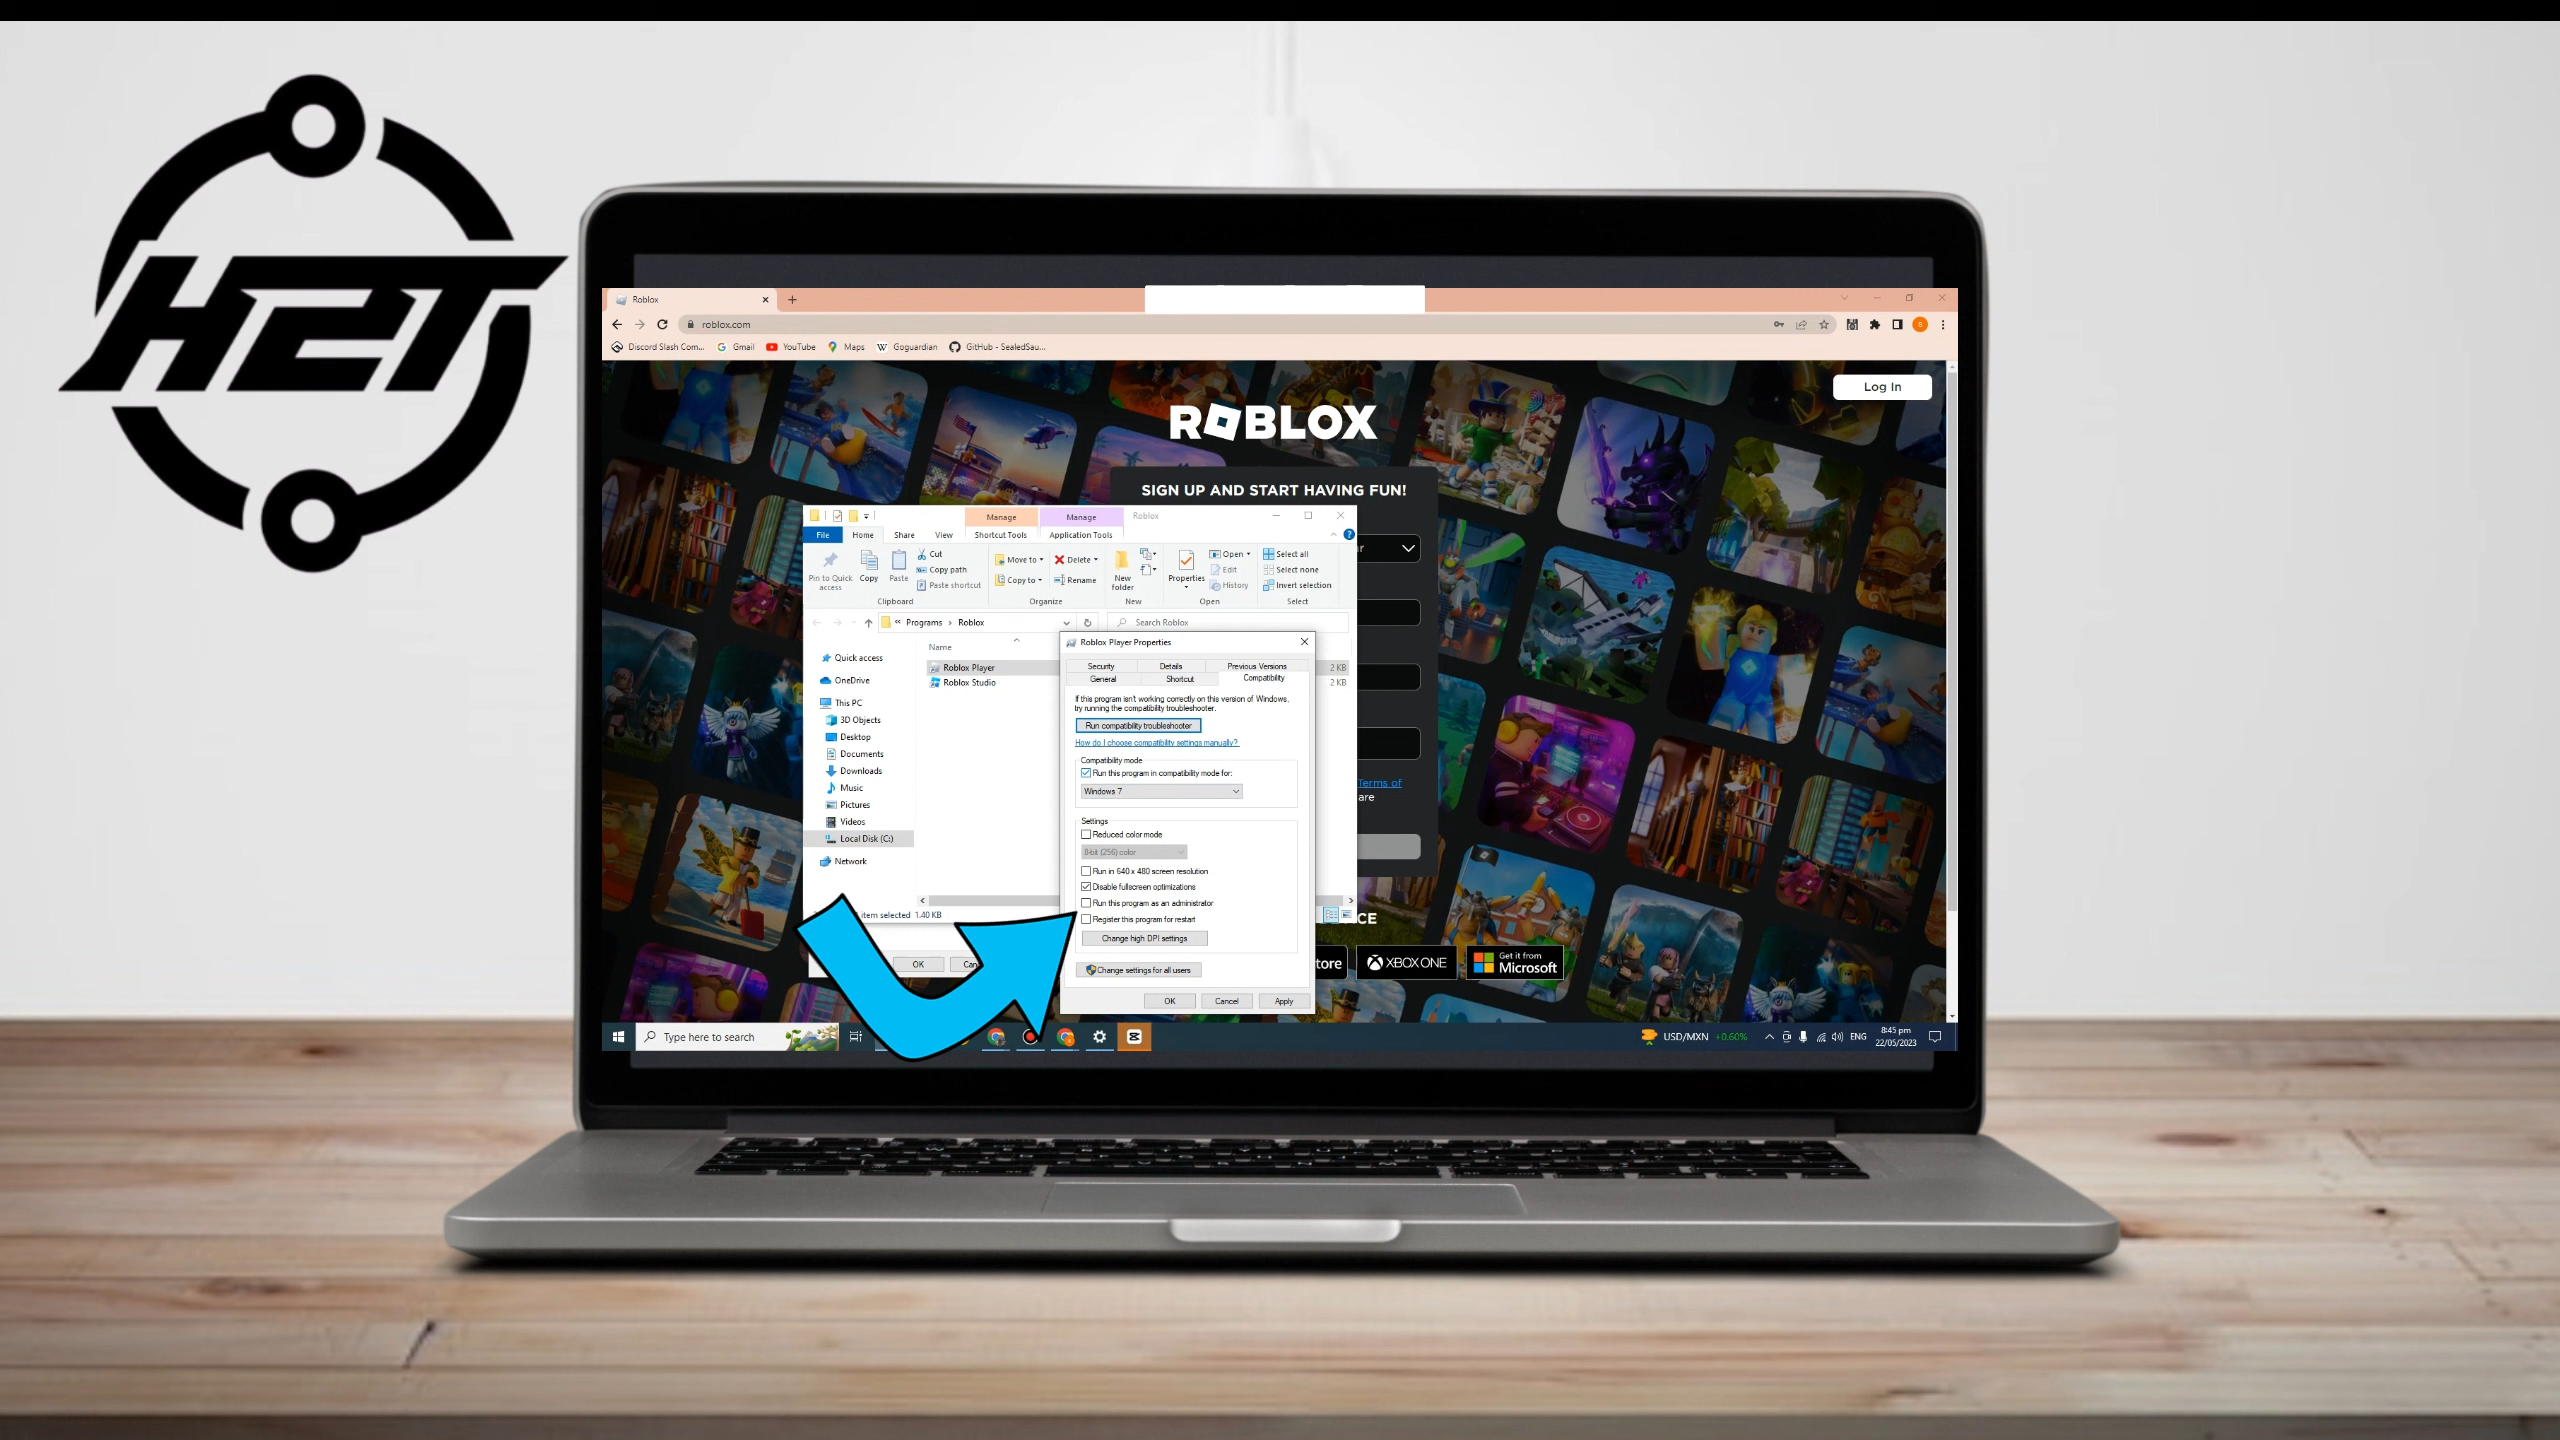 H2T
Roblox
roblox.com
Discord Slash Com...
Gmail
YouTube
Maps
Goguardian
GitHub - SealedSau...
Log In
ROBLOX
SIGN UP AND START HAVING FUN!
Manage
Manage
Roblox
File
Home
Share
View
Shortcut Tools
Application Tools
Pin to Quick
access
Copy
Paste
Cut
Copy path
Paste shortcut
Move to
Copy to
Delete
Rename
New
folder
Properties
Open
Edit
History
Select all
Select none
Invert selection
Clipboard
Organize
New
Open
Select
Programs
Roblox
Search Roblox
Quick access
OneDrive
This PC
3D Objects
Desktop
Documents
Downloads
Music
Pictures
Videos
Local Disk (C:)
Network
Name
Roblox Player
2 KB
Roblox Studio
2 KB
item selected 1.40 KB
OK
Can
Roblox Player Properties
Security
Details
Previous Versions
General
Shortcut
Compatibility
If this program isn't working correctly on this version of Windows,
try running the compatibility troubleshooter.
Run compatibility troubleshooter
How do I choose compatibility settings manually?
Compatibility mode
Run this program in compatibility mode for:
Windows 7
Settings
Reduced color mode
8-bit (256) color
Run in 640 x 480 screen resolution
Disable fullscreen optimizations
Run this program as an administrator
Register this program for restart
Change high DPI settings
Change settings for all users
OK
Cancel
Apply
r
Terms of
are
CE
tore
XBOX ONE
Get it from
Microsoft
Type here to search
USD/MXN +0.60%
ENG
8:45 pm
22/05/2023